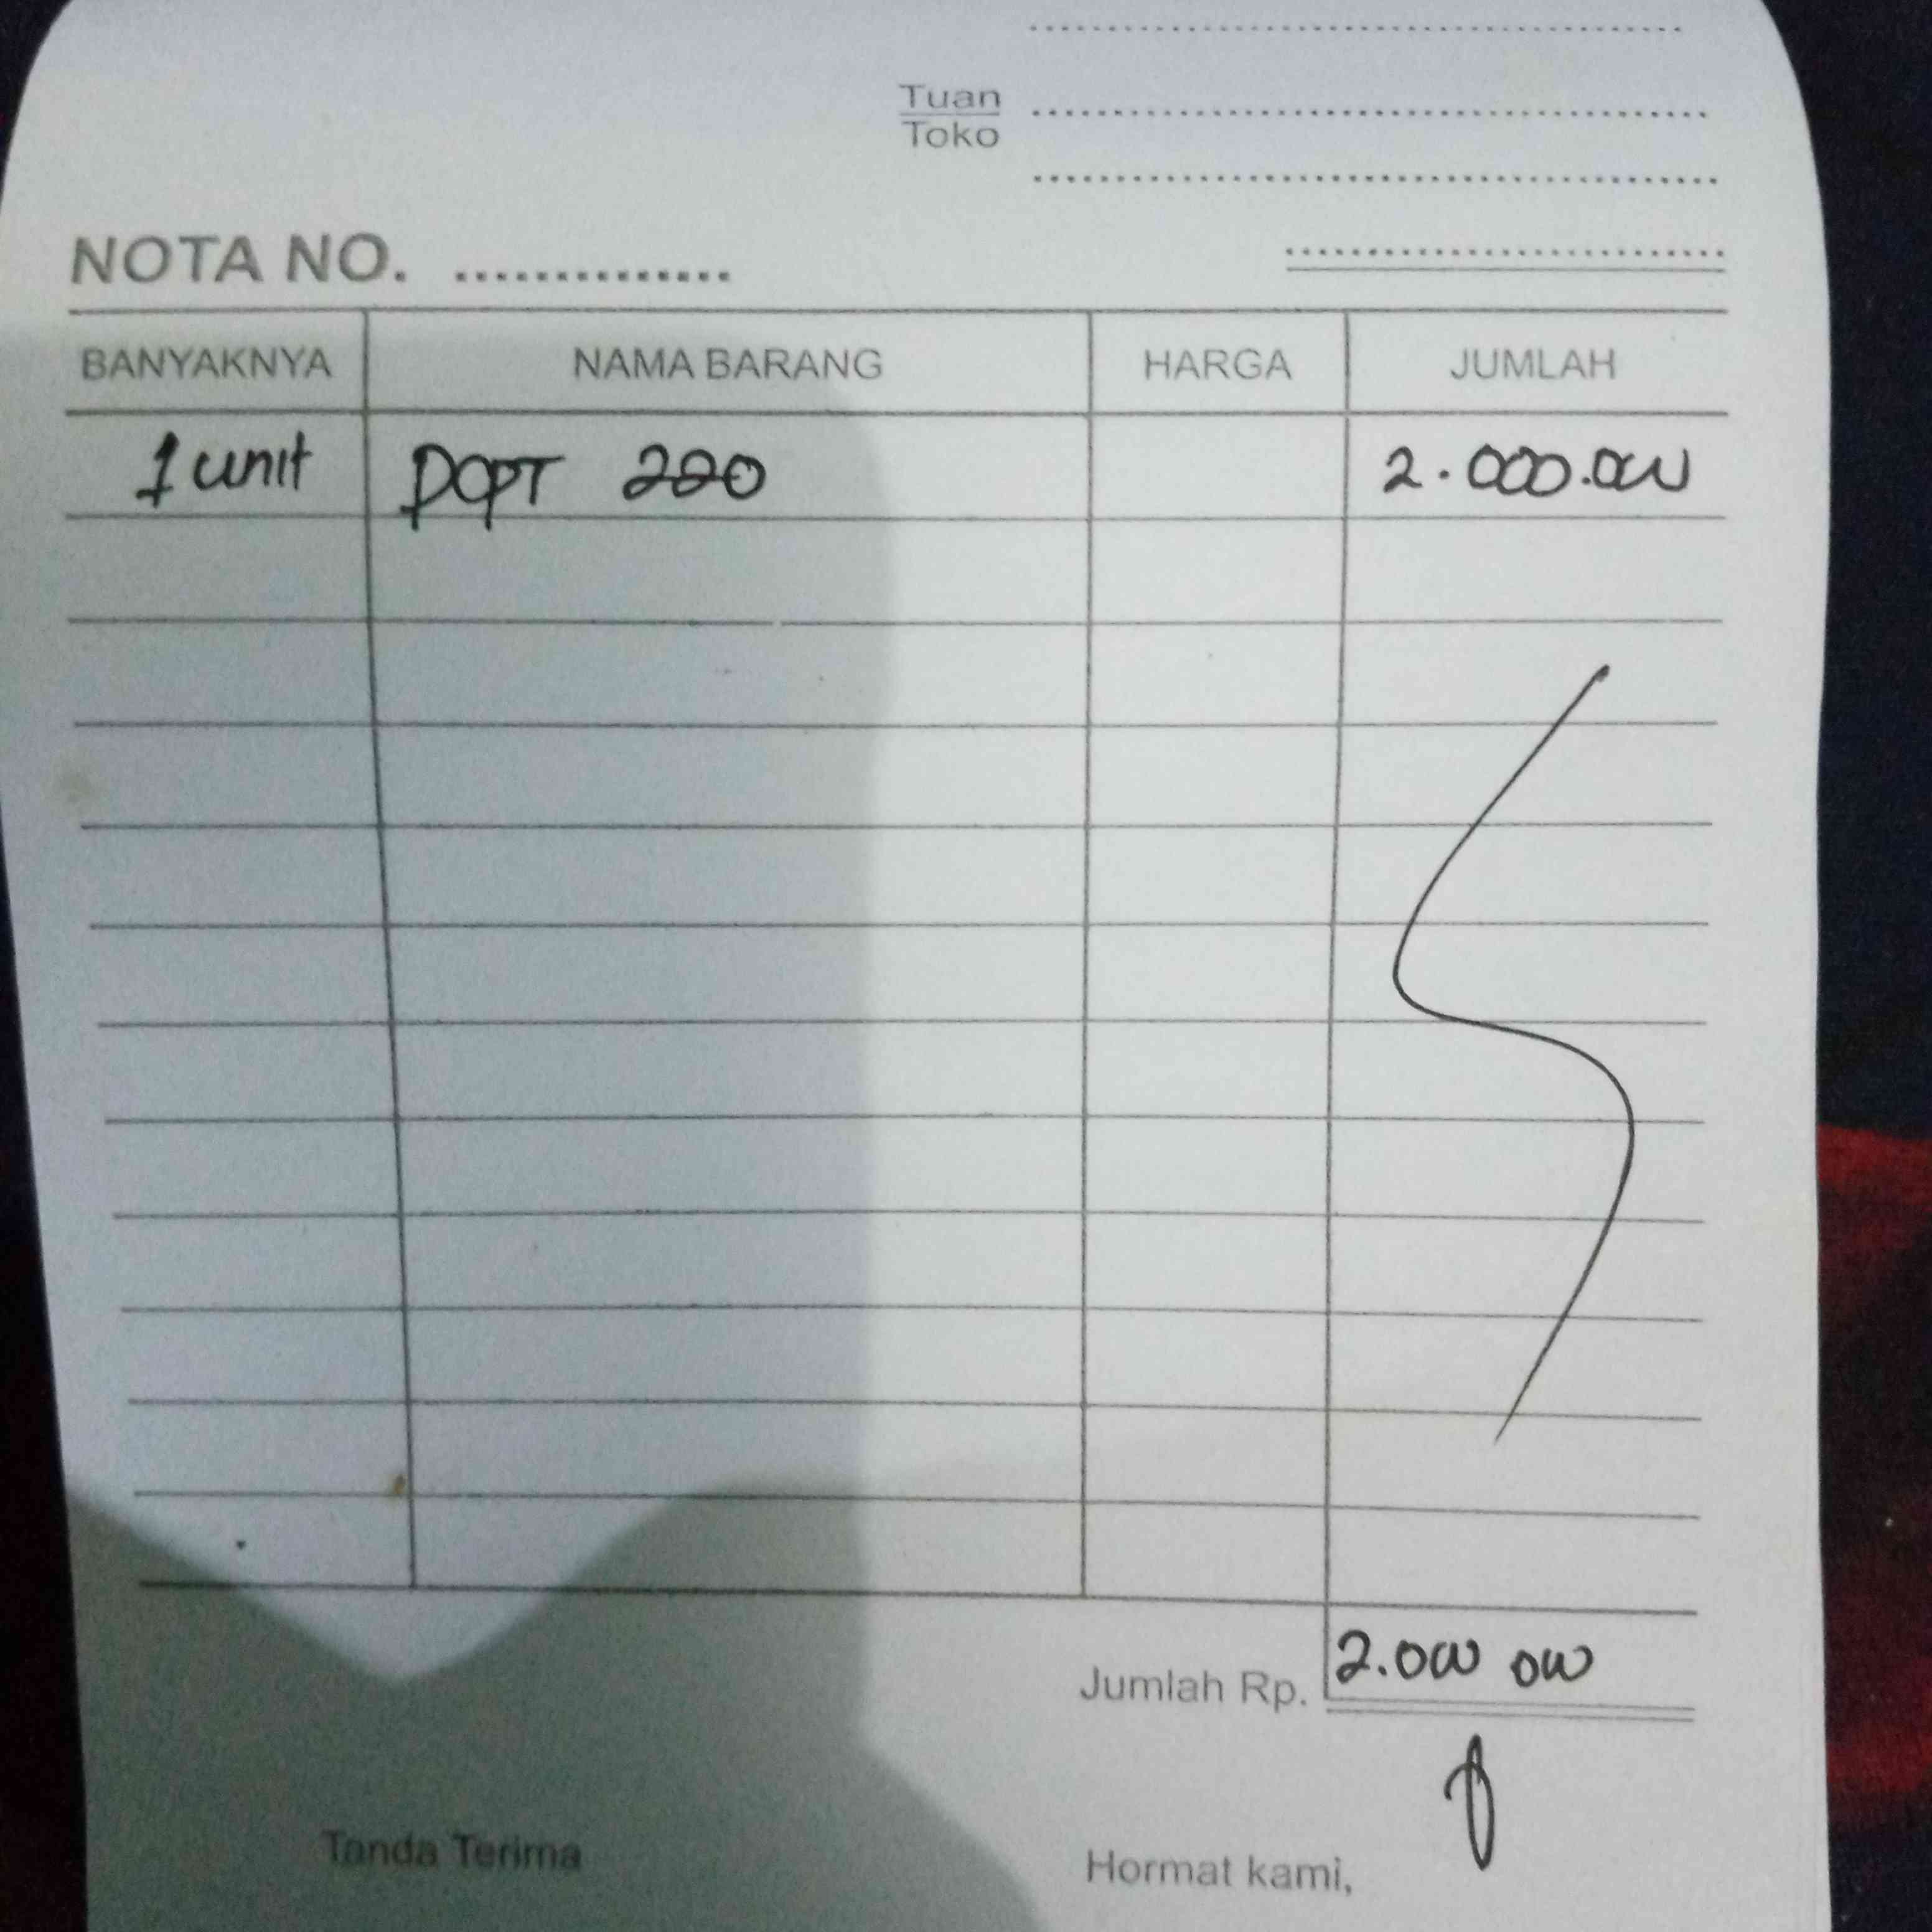 Tuan
Toko
NOTA NO. ..............
BANYAKNYA NAMA BARANG HARGA JUMLAH
1 unit DCPT 220 2.000.000
Jumlah Rp. 2.000 000
Tanda Terima Hormat kami,